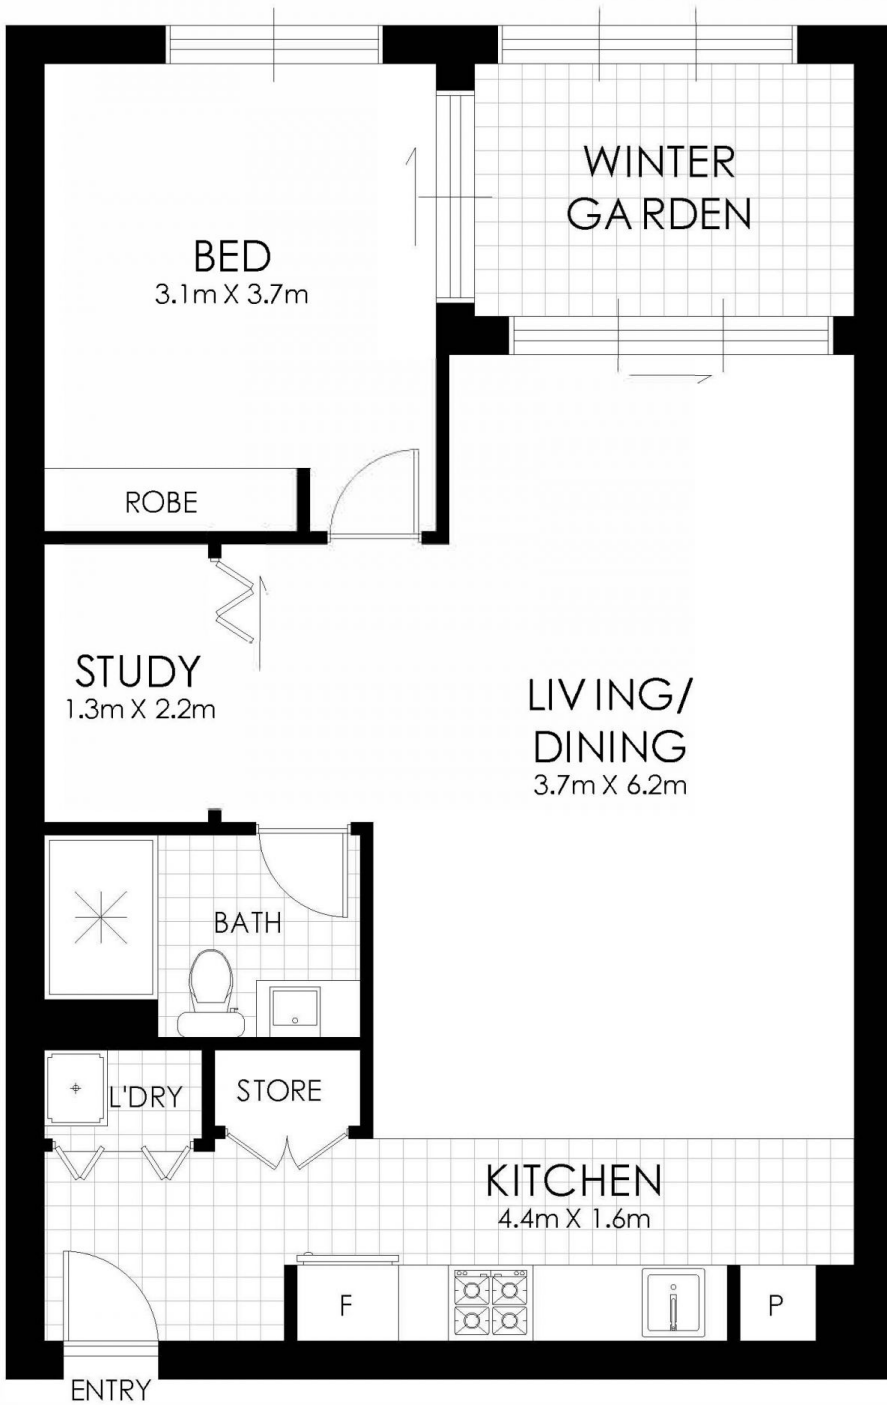 WINTER
GARDEN
BED
3.1m X 3.7m
ROBE
STUDY
1.3m X 2.2m
LIVING/
DINING
3.7m X 6.2m
BATH
L'DRY
STORE
KITCHEN
4.4m X 1.6m
F
P
ENTRY